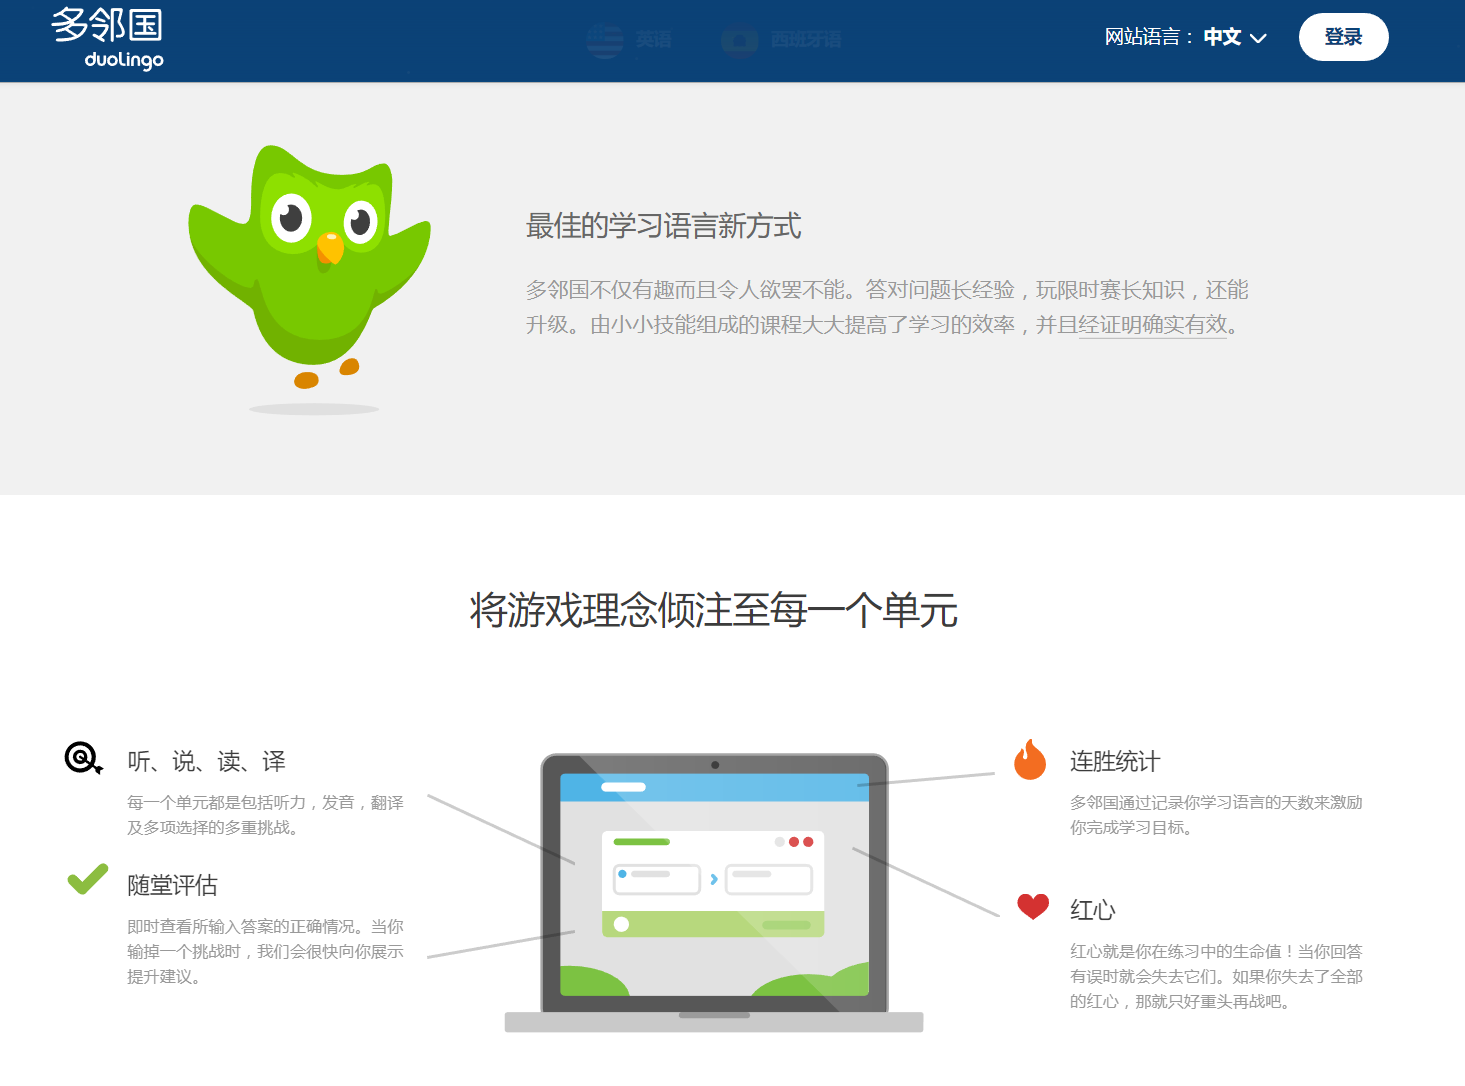 多邻国
duolingo
英语
西班牙语
网站语言： 中文
登录
最佳的学习语言新方式
多邻国不仅有趣而且令人欲罢不能。答对问题长经验，玩限时赛长知识，还能
升级。由小小技能组成的课程大大提高了学习的效率，并且经证明确实有效。
将游戏理念倾注至每一个单元
听、说、读、译
每一个单元都是包括听力，发音，翻译
及多项选择的多重挑战。
随堂评估
即时查看所输入答案的正确情况。当你
输掉一个挑战时，我们会很快向你展示
提升建议。
连胜统计
多邻国通过记录你学习语言的天数来激励
你完成学习目标。
红心
红心就是你在练习中的生命值！当你回答
有误时就会失去它们。如果你失去了全部
的红心，那就只好重头再战吧。